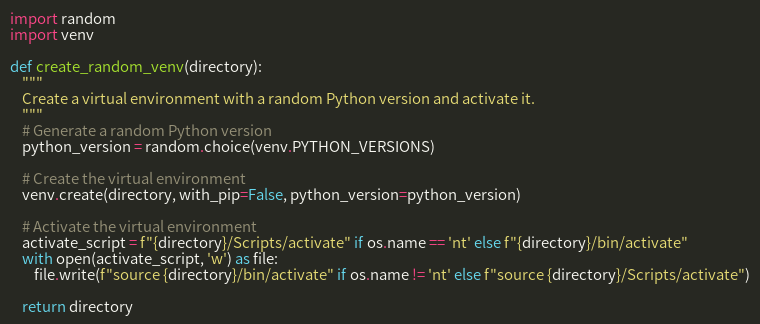 import random
import venv

def create_random_venv(directory):
    """
    Create a virtual environment with a random Python version and activate it.
    """
    # Generate a random Python version
    python_version = random.choice(venv.PYTHON_VERSIONS)

    # Create the virtual environment
    venv.create(directory, with_pip=False, python_version=python_version)

    # Activate the virtual environment
    activate_script = f"{directory}/Scripts/activate" if os.name == 'nt' else f"{directory}/bin/activate"
    with open(activate_script, 'w') as file:
        file.write(f"source {directory}/bin/activate" if os.name != 'nt' else f"source {directory}/Scripts/activate")

    return directory